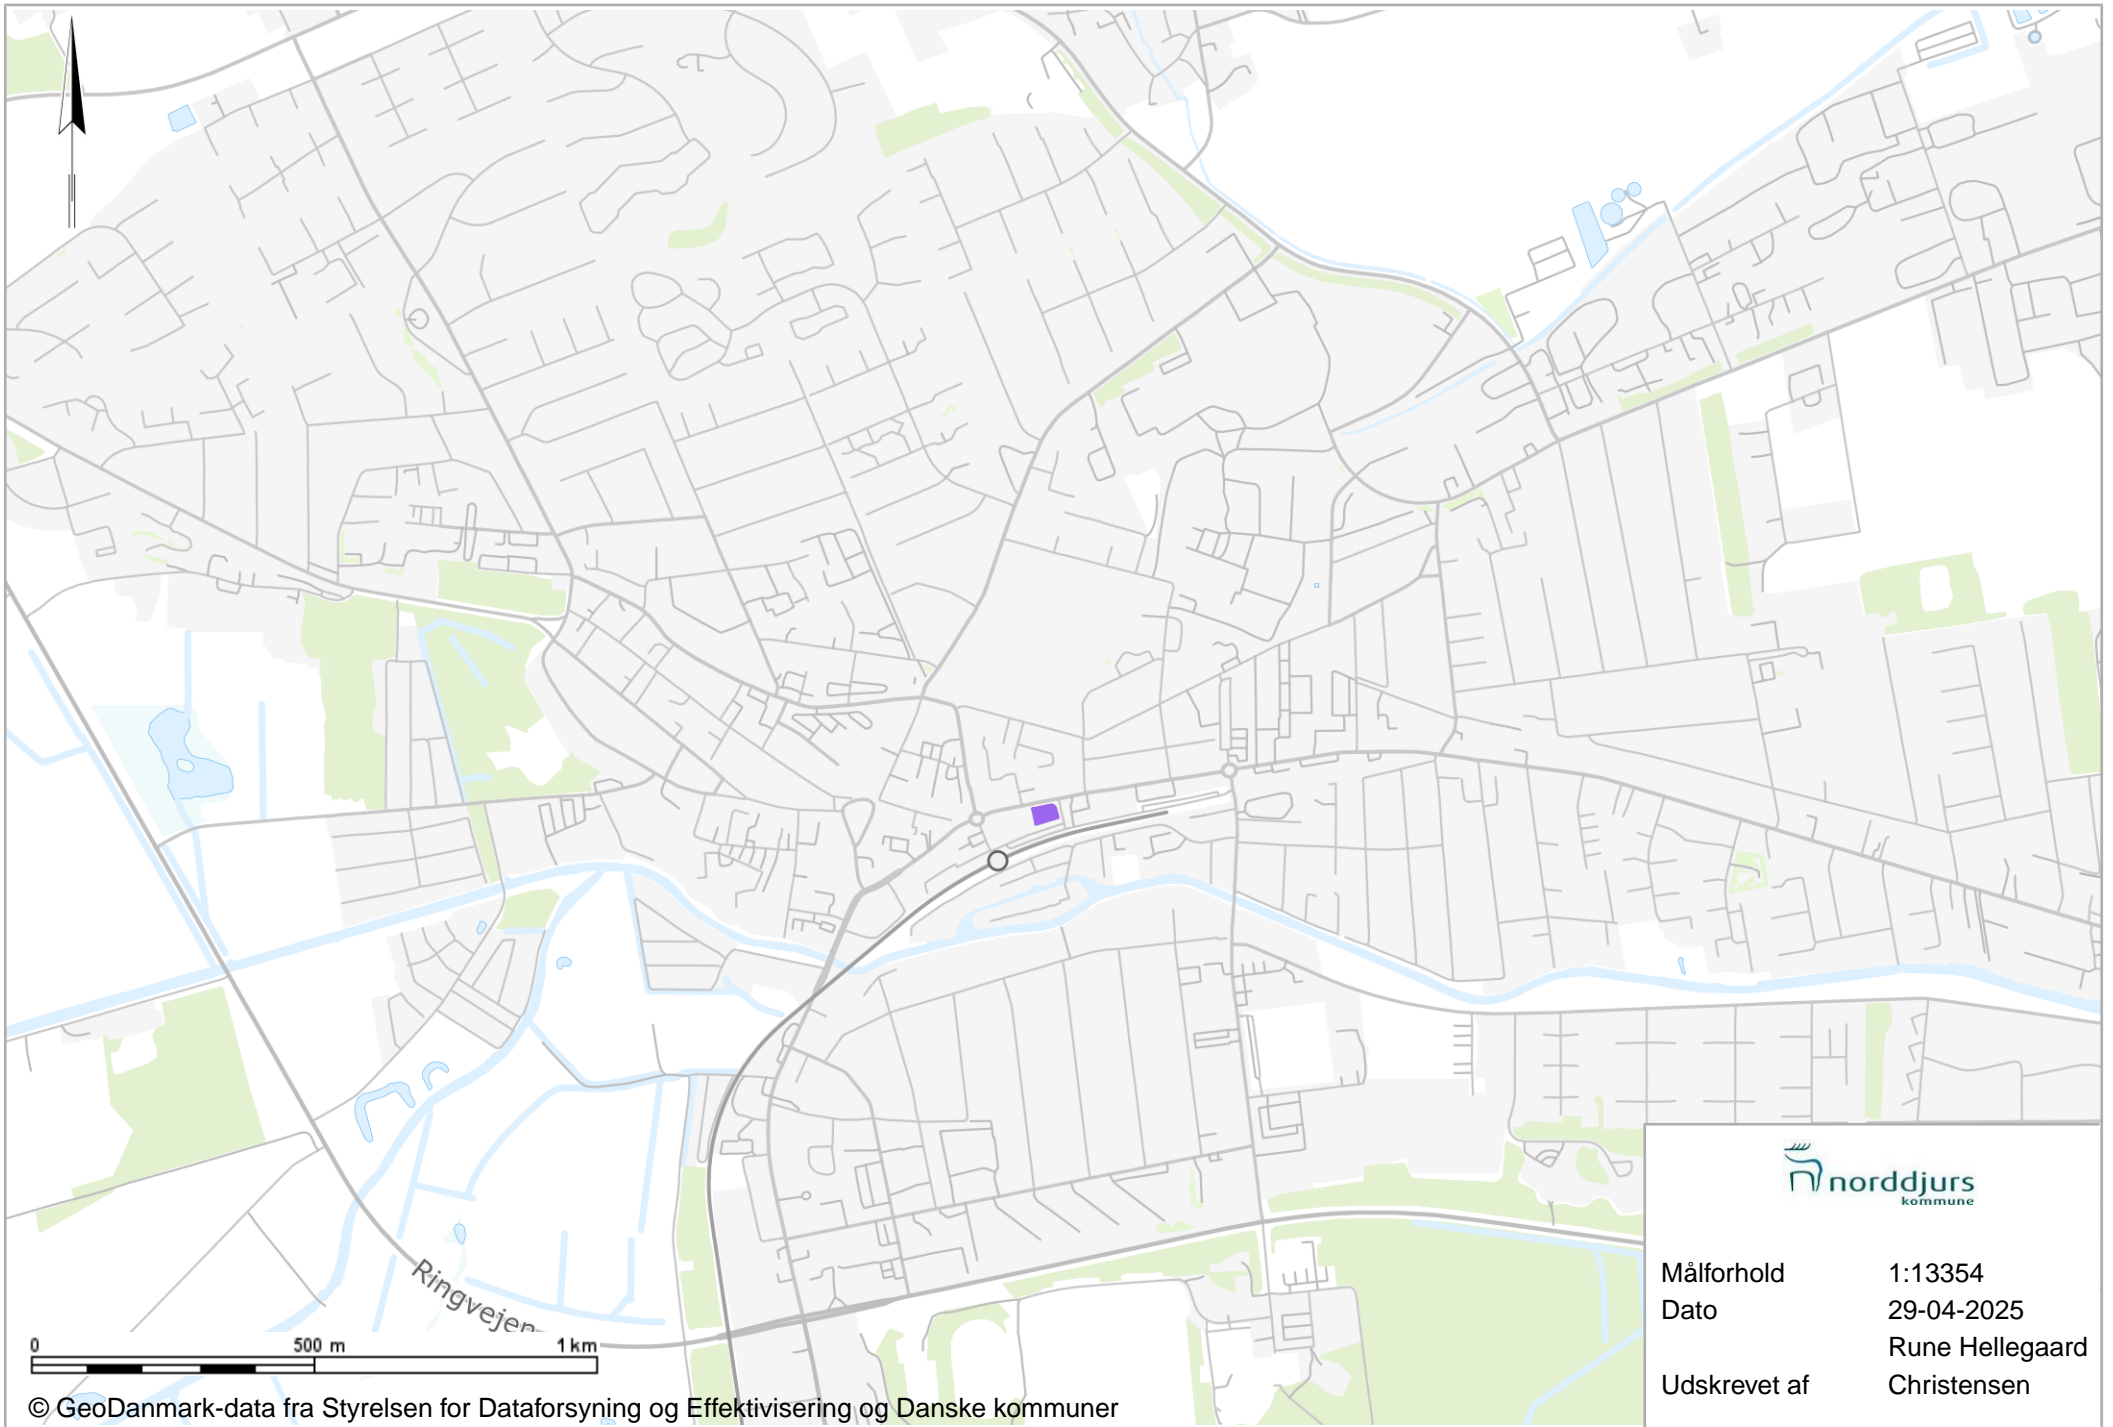 norddjurs
kommune
Målforhold 1:13354
Dato 29-04-2025
Rune Hellegaard
Udskrevet af Christensen
Ringvejen
0 500 m 1 km
© GeoDanmark-data fra Styrelsen for Dataforsyning og Effektivisering og Danske kommuner